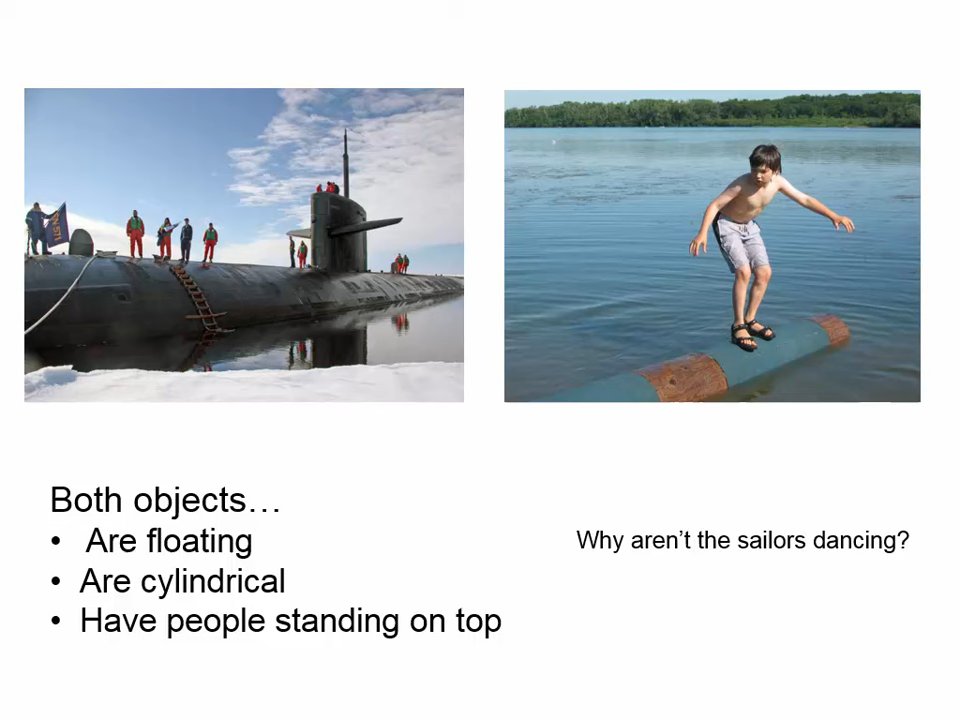 Both objects…
• Are floating
• Are cylindrical
• Have people standing on top
Why aren't the sailors dancing?